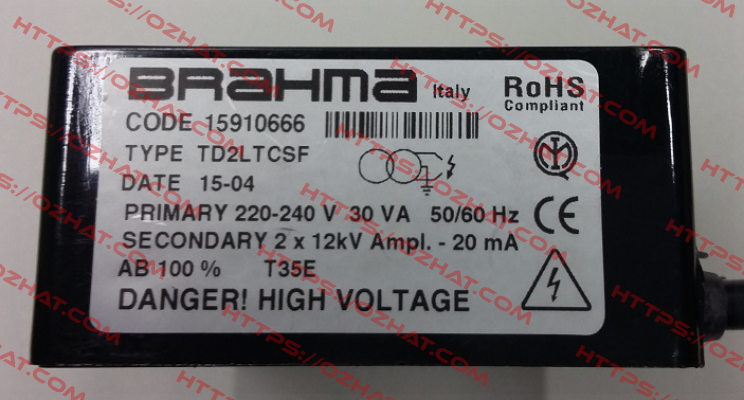 BRAHMA Italy RoHS
Compliant
CODE 15910666
TYPE TD2LTCSF
DATE 15-04
PRIMARY 220-240 V 30 VA 50/60 Hz CE
SECONDARY 2 x 12kV Ampl. - 20 mA
AB 100 % T35E
DANGER! HIGH VOLTAGE
HTTPS://OZHAT.COM